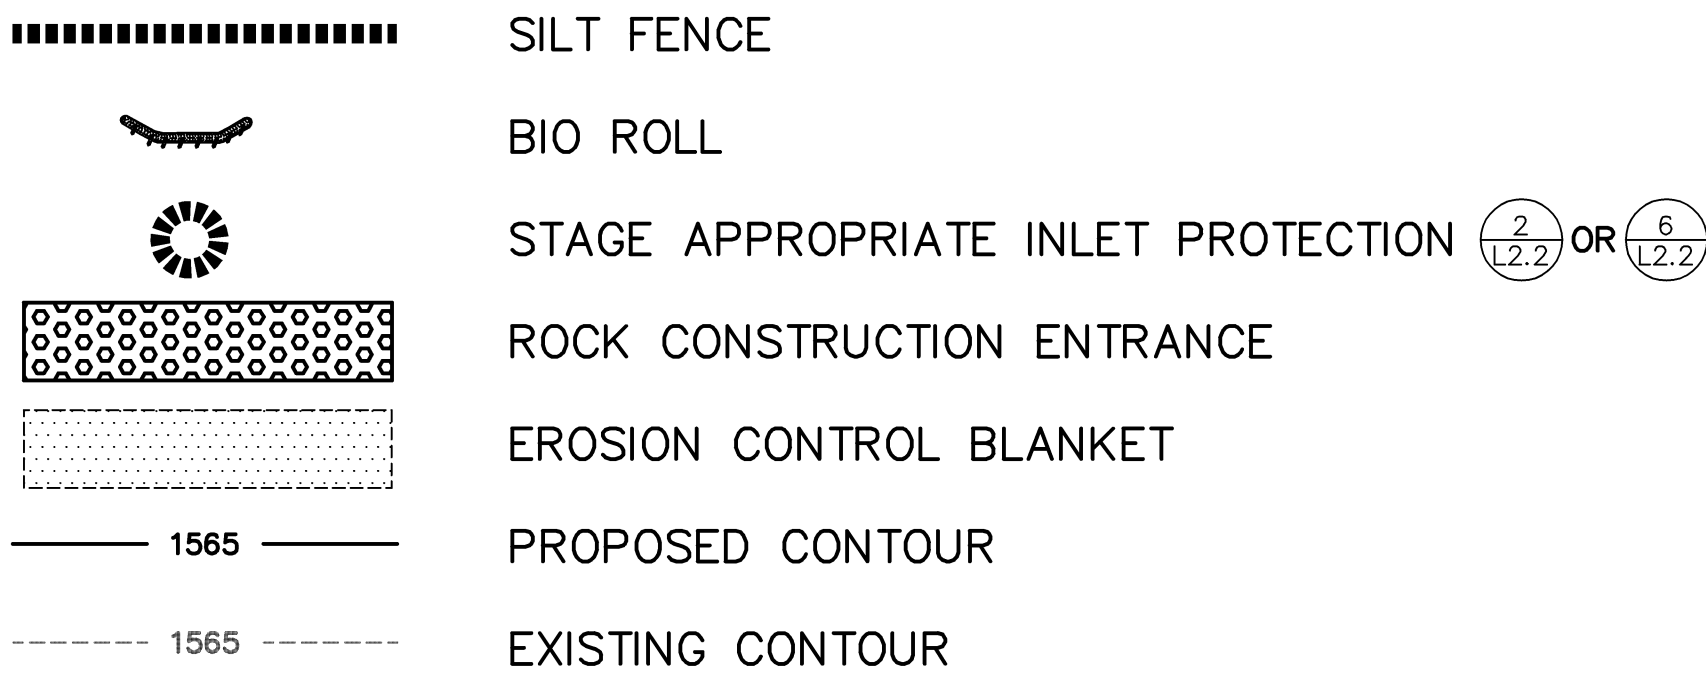 SILT FENCE
BIO ROLL
STAGE APPROPRIATE INLET PROTECTION 2 L2.2 OR 6 L2.2
ROCK CONSTRUCTION ENTRANCE
EROSION CONTROL BLANKET
1565 PROPOSED CONTOUR
1565 EXISTING CONTOUR